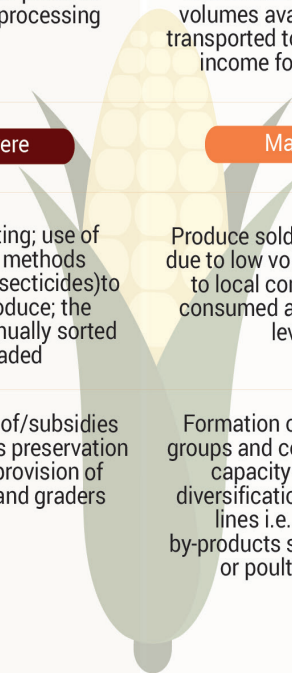 processing
ere
ting; use of
methods
secticides)to
oduce; the
nually sorted
aded
of/subsidies
s preservation
provision of
and graders
volumes ava
transported to
income fo
Ma
Produce sold
due to low vo
to local con
consumed a
lev
Formation o
groups and co
capacity
diversificatio
lines i.e.
by-products s
or poult